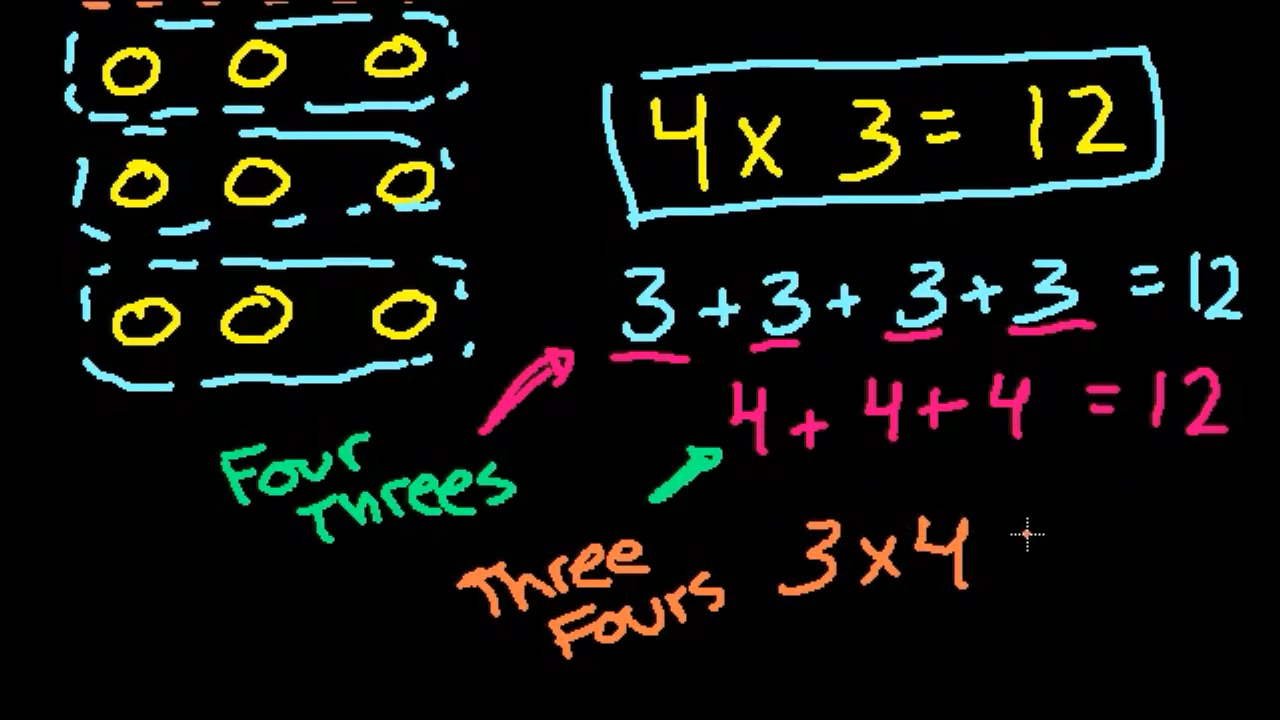 4 x 3 = 12
3 + 3 + 3 + 3 = 12
4 + 4 + 4 = 12
Four
Threes
Three
Fours
3 x 4